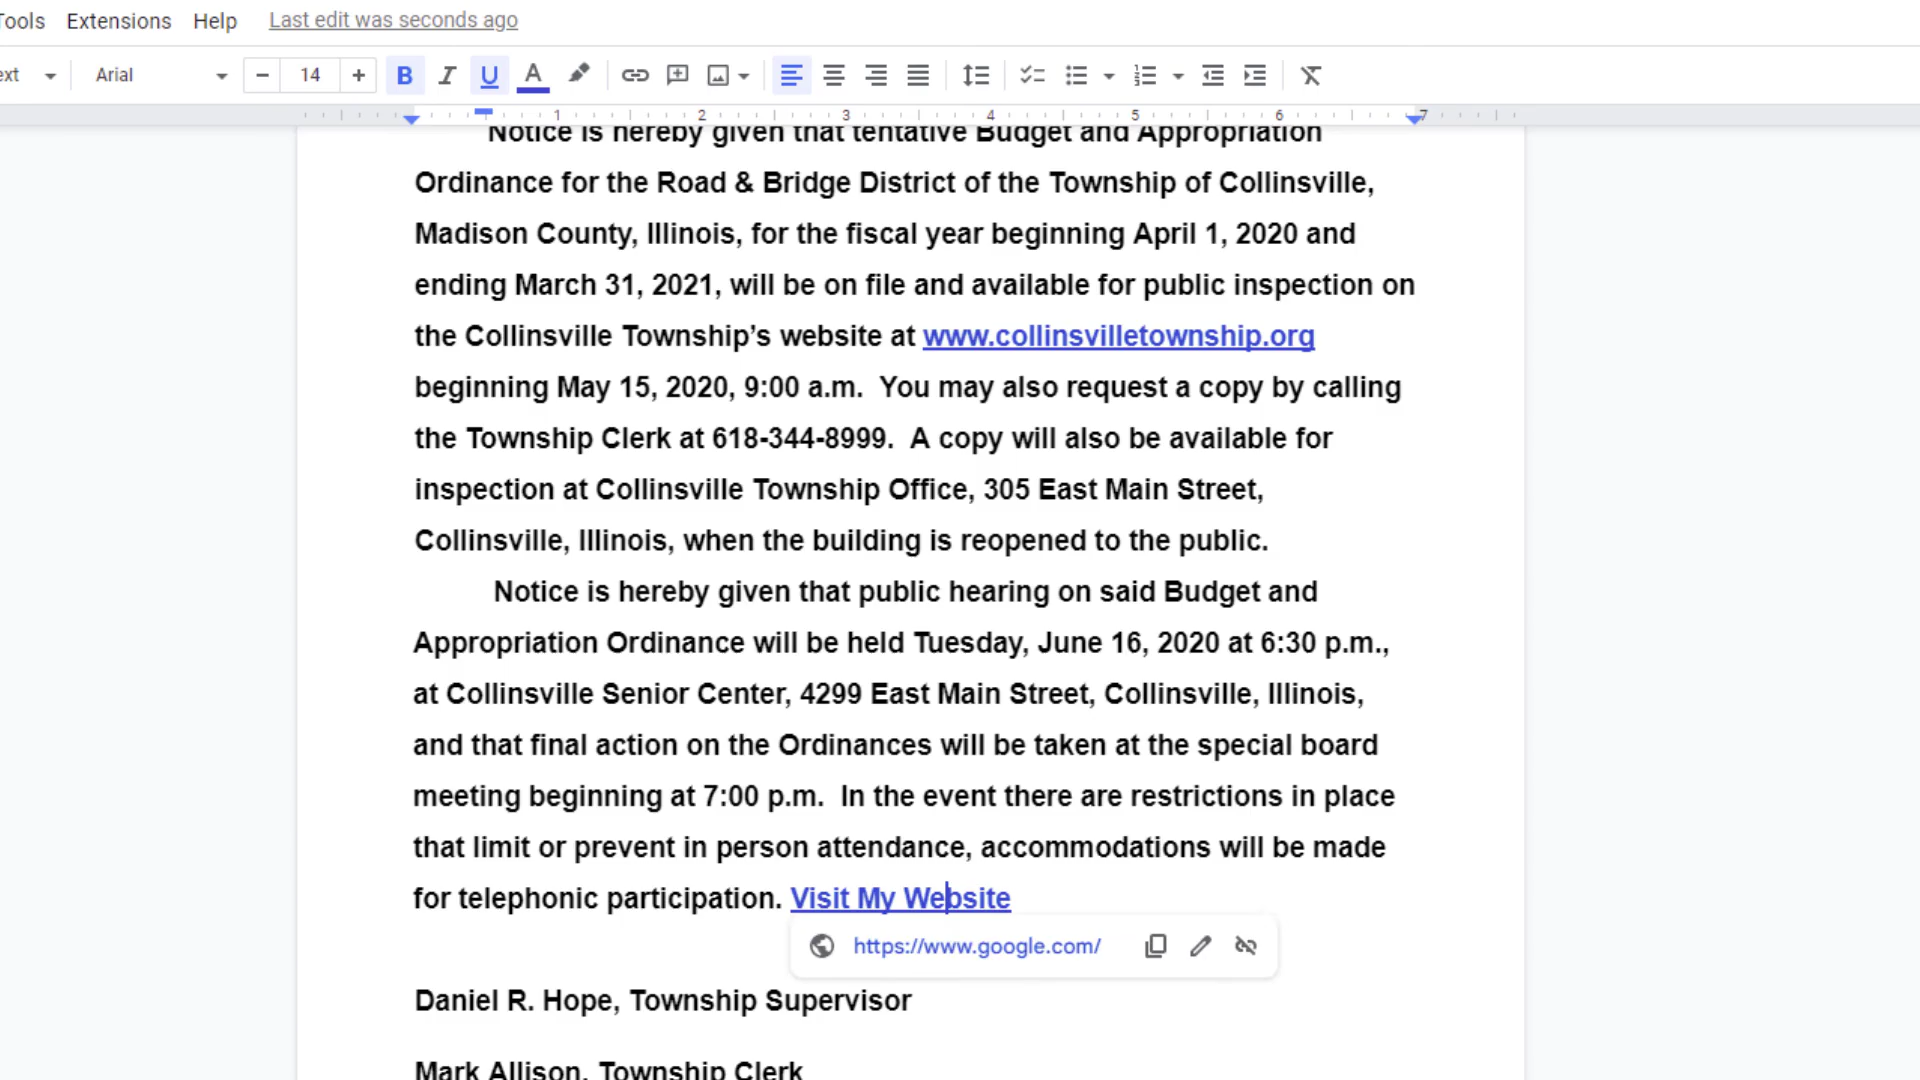 Tools Extensions Help Last edit was seconds ago
ext Arial 14 B I U A
1 2 3 4 5 6 7
Notice is hereby given that tentative Budget and Appropriation
Ordinance for the Road & Bridge District of the Township of Collinsville,
Madison County, Illinois, for the fiscal year beginning April 1, 2020 and
ending March 31, 2021, will be on file and available for public inspection on
the Collinsville Township’s website at www.collinsvilletownship.org
beginning May 15, 2020, 9:00 a.m.  You may also request a copy by calling
the Township Clerk at 618-344-8999.  A copy will also be available for
inspection at Collinsville Township Office, 305 East Main Street,
Collinsville, Illinois, when the building is reopened to the public.
Notice is hereby given that public hearing on said Budget and
Appropriation Ordinance will be held Tuesday, June 16, 2020 at 6:30 p.m.,
at Collinsville Senior Center, 4299 East Main Street, Collinsville, Illinois,
and that final action on the Ordinances will be taken at the special board
meeting beginning at 7:00 p.m.  In the event there are restrictions in place
that limit or prevent in person attendance, accommodations will be made
for telephonic participation. Visit My Website
https://www.google.com/
Daniel R. Hope, Township Supervisor
Mark Allison, Township Clerk